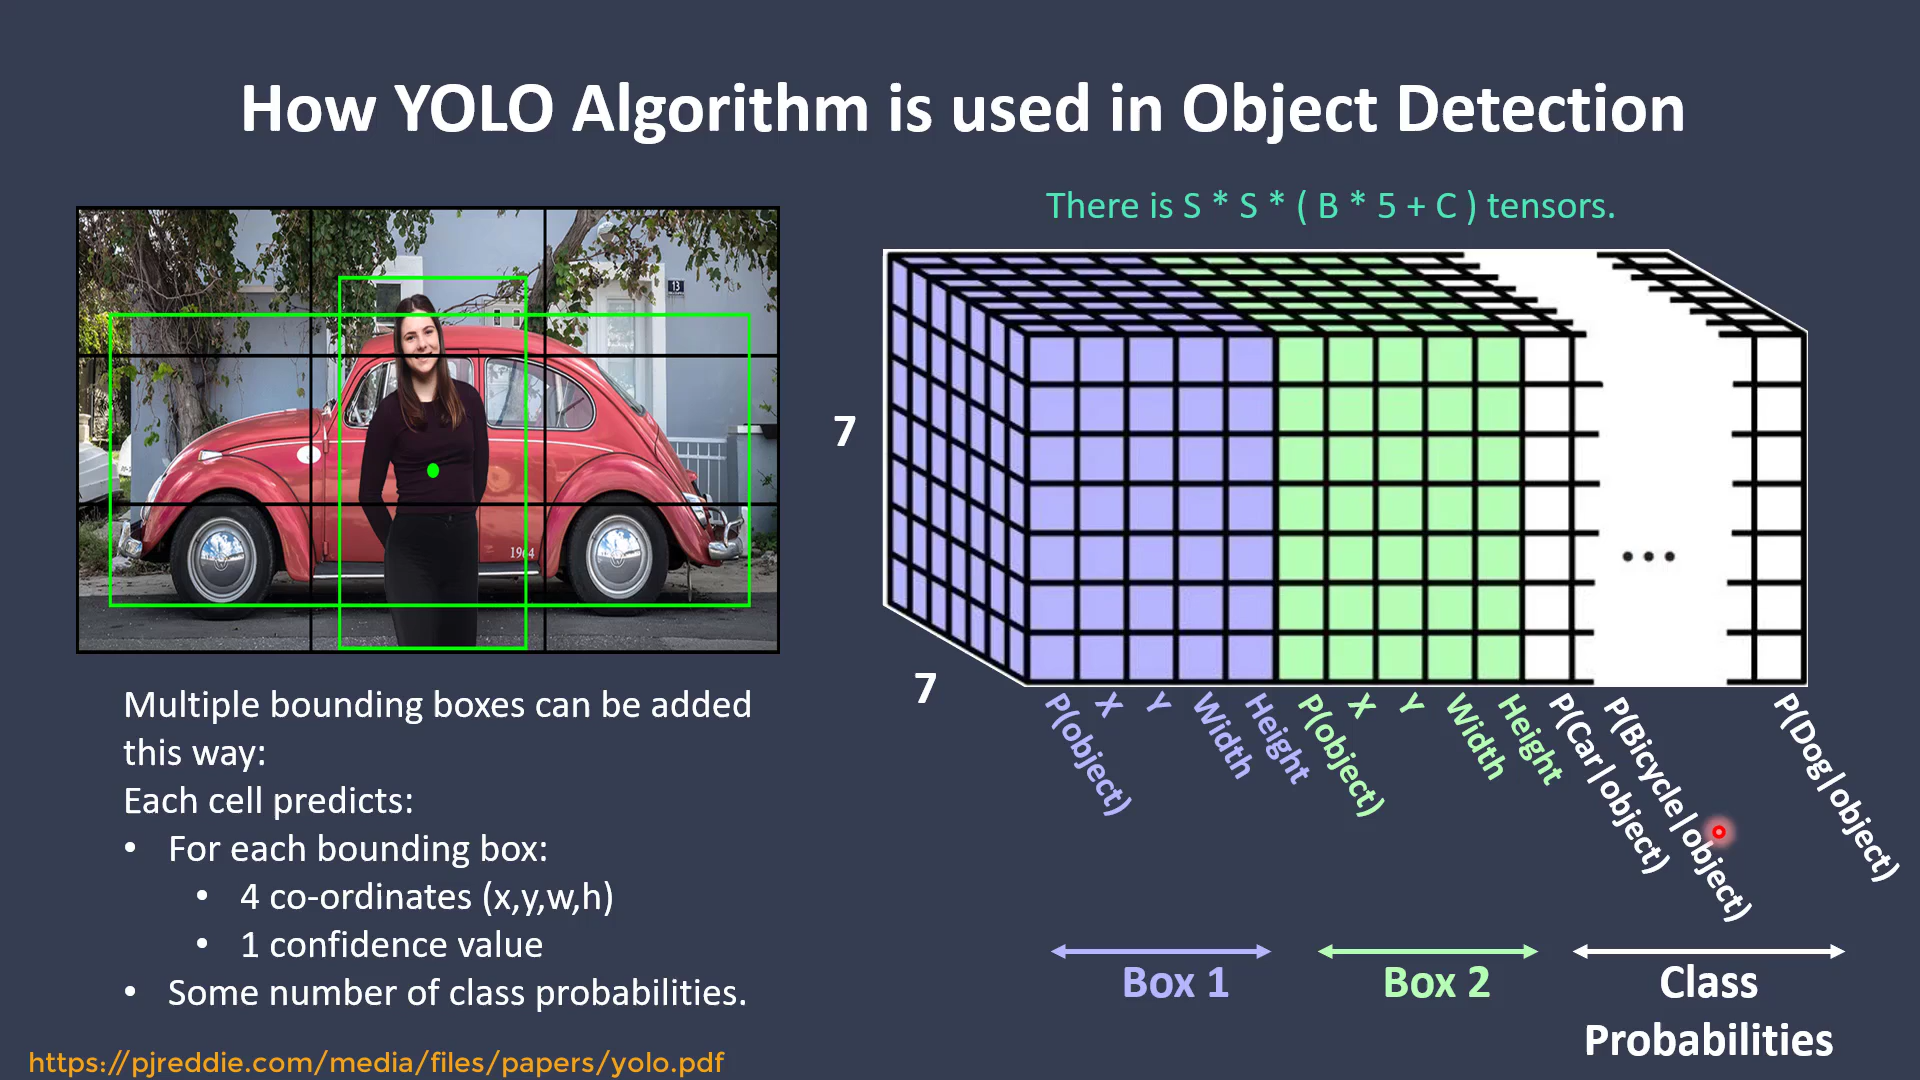 How YOLO Algorithm is used in Object Detection
There is S * S * ( B * 5 + C ) tensors.
13
1964
7
7
Multiple bounding boxes can be added
this way:
Each cell predicts:
• For each bounding box:
• 4 co-ordinates (x,y,w,h)
• 1 confidence value
• Some number of class probabilities.
P(object)
X
Y
Width
Height
P(object)
X
Y
Width
Height
P(Car|object)
P(Bicycle|object)
...
P(Dog|object)
Box 1
Box 2
Class
Probabilities
https://pjreddie.com/media/files/papers/yolo.pdf